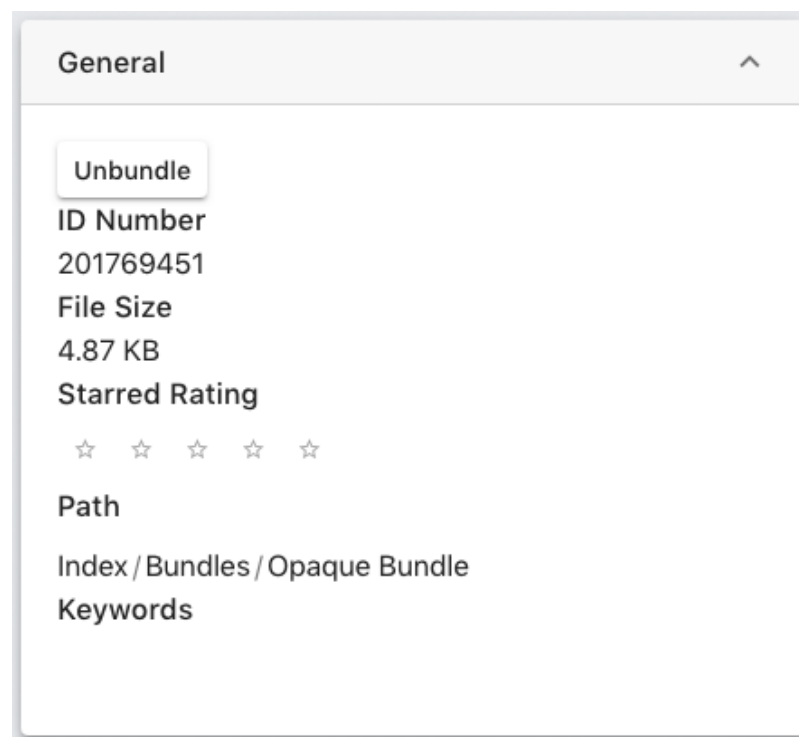 General
Unbundle
ID Number
201769451
File Size
4.87 KB
Starred Rating
Path
Index/Bundles/Opaque Bundle
Keywords